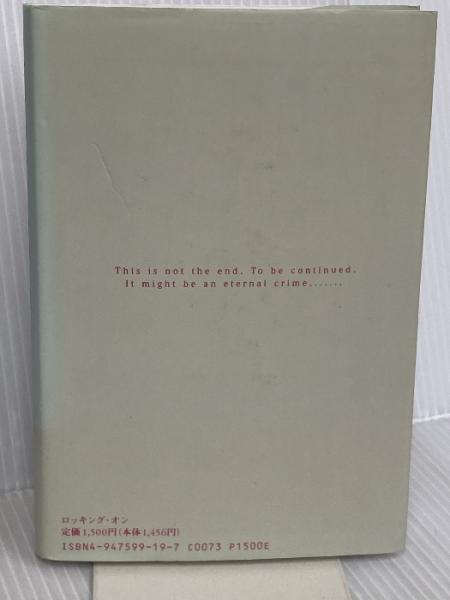 This is not the end. To be continued.
It might be an eternal crime.......
ロッキング・オン
定価1,500円(本体1,456円)
ISBN4-947599-19-7 C0073 P1500E